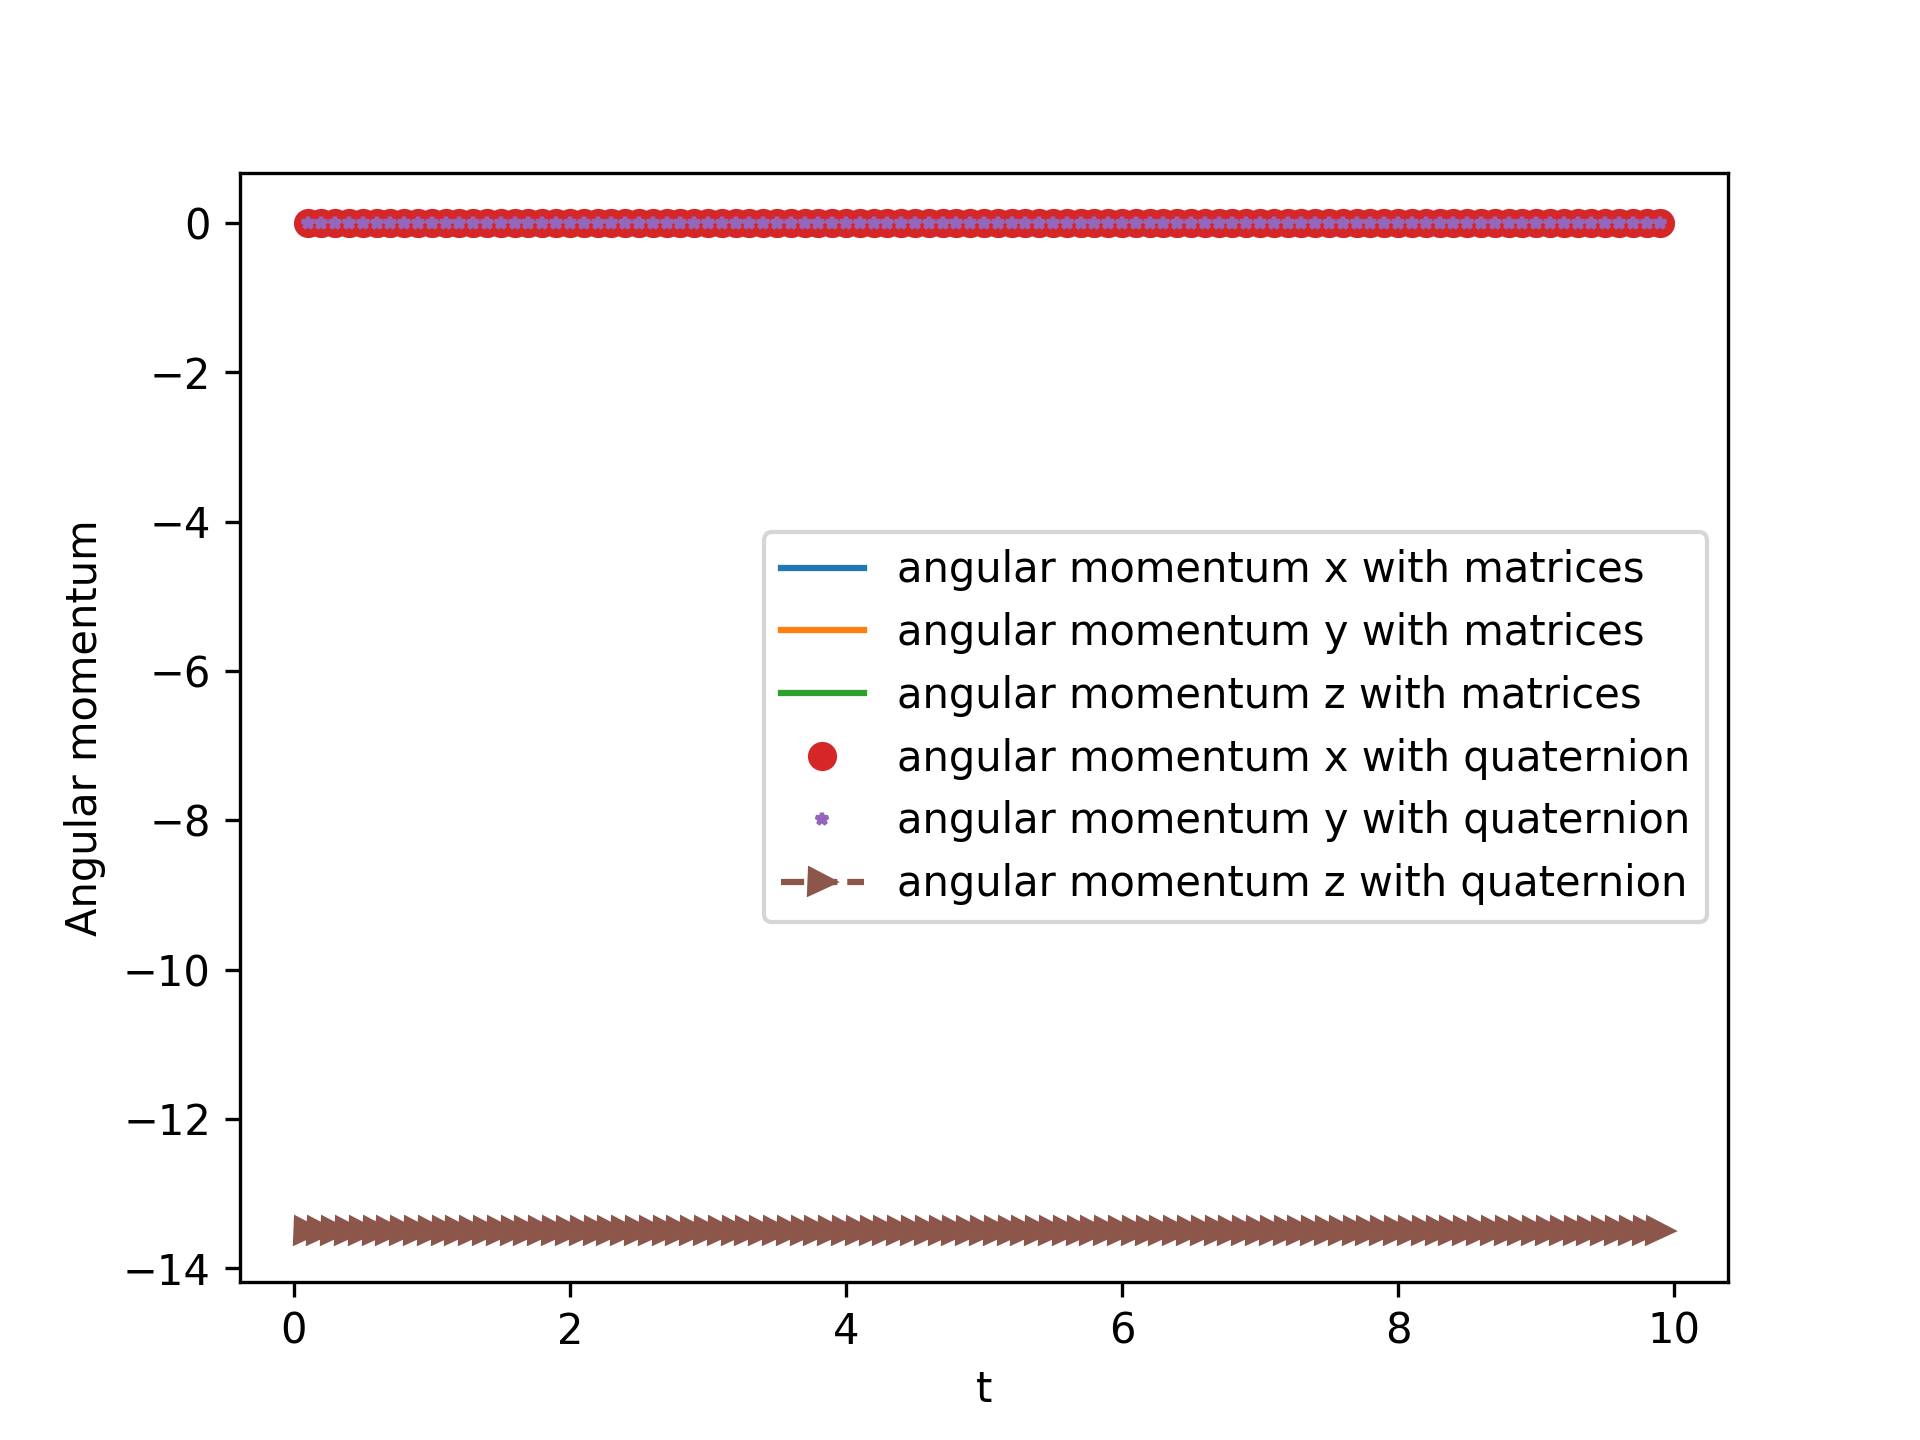 0
−2
−4
−6
−8
−10
−12
−14
Angular momentum
angular momentum x with matrices
angular momentum y with matrices
angular momentum z with matrices
angular momentum x with quaternion
angular momentum y with quaternion
angular momentum z with quaternion
0 2 4 6 8 10
t